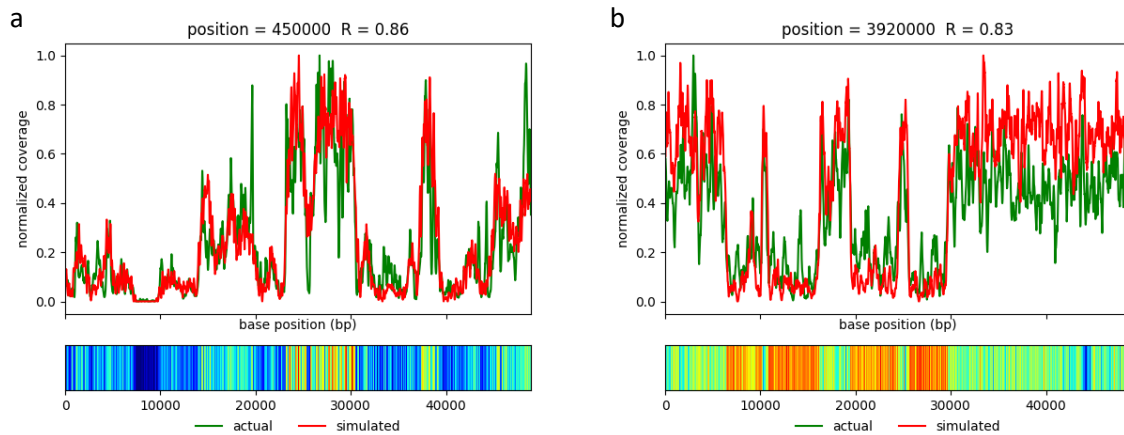 a
position = 450000 R = 0.86
normalized coverage
1.0
0.8
0.6
0.4
0.2
0.0
base position (bp)
0 10000 20000 30000 40000
actual simulated
b
position = 3920000 R = 0.83
normalized coverage
1.0
0.8
0.6
0.4
0.2
0.0
base position (bp)
0 10000 20000 30000 40000
actual simulated